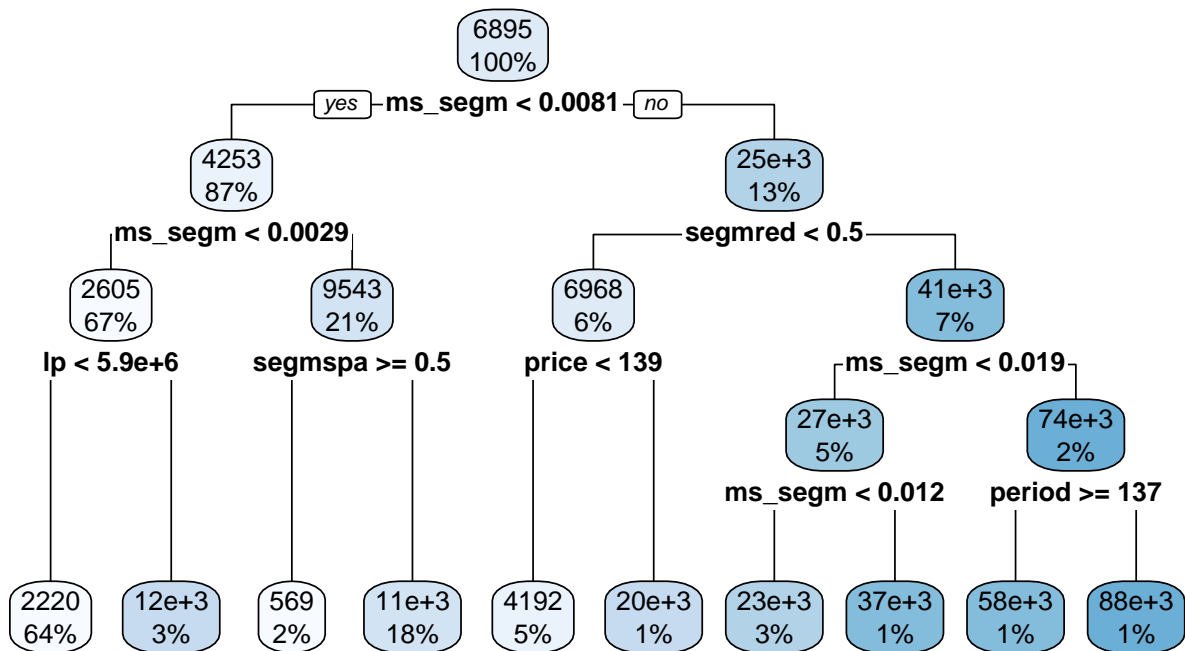 6895
100%
yes ms_segm < 0.0081 no
4253
87%
25e+3
13%
ms_segm < 0.0029
segmred < 0.5
2605
67%
9543
21%
6968
6%
41e+3
7%
lp < 5.9e+6
segmspa >= 0.5
price < 139
ms_segm < 0.019
27e+3
5%
74e+3
2%
ms_segm < 0.012
period >= 137
2220
64%
12e+3
3%
569
2%
11e+3
18%
4192
5%
20e+3
1%
23e+3
3%
37e+3
1%
58e+3
1%
88e+3
1%